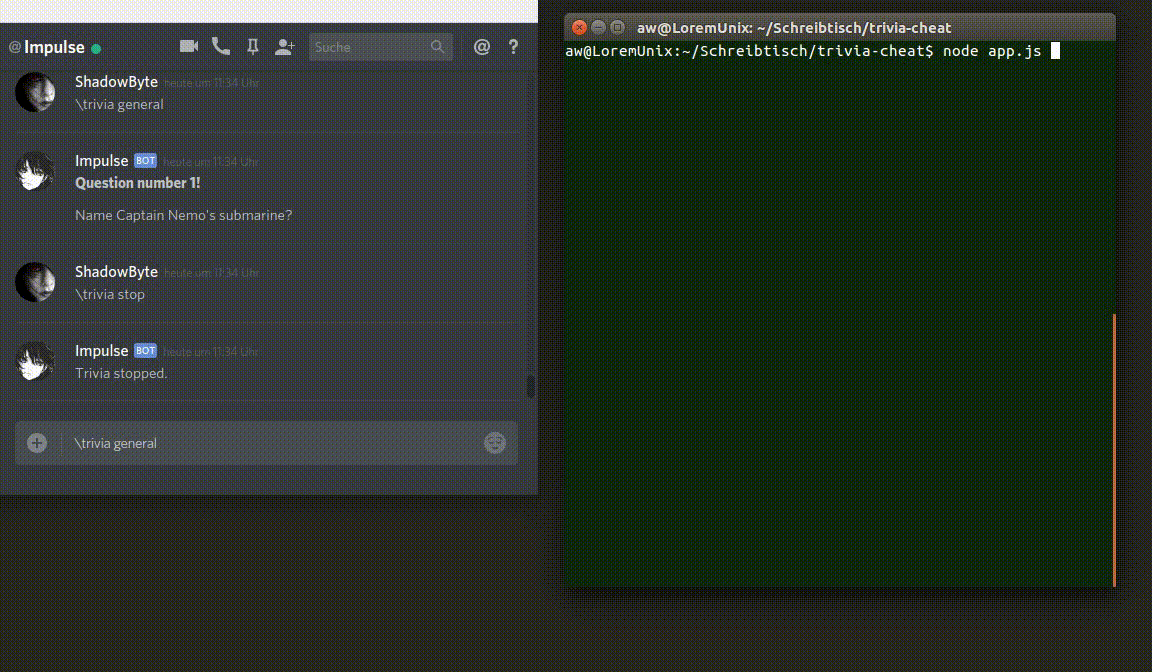 @Impulse
Suche
@ ?
ShadowByte heute um 11:34 Uhr
\trivia general
Impulse BOT heute um 11:34 Uhr
Question number 1!
Name Captain Nemo's submarine?
ShadowByte heute um 11:34 Uhr
\trivia stop
Impulse BOT heute um 11:34 Uhr
Trivia stopped.
\trivia general
aw@LoremUnix: ~/Schreibtisch/trivia-cheat
aw@LoremUnix:~/Schreibtisch/trivia-cheat$ node app.js